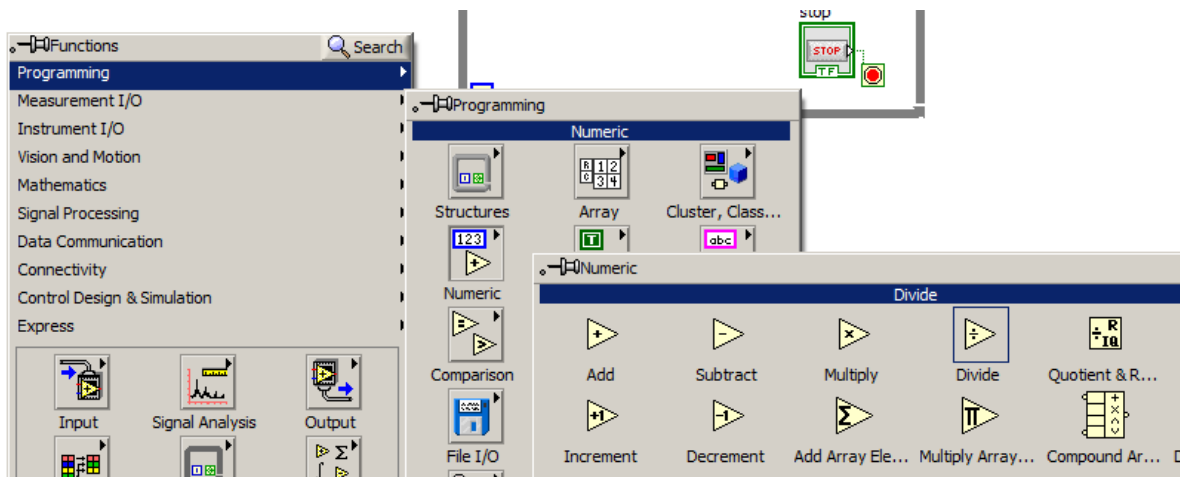 stop
STOP
TF
Functions
Search
Programming
Measurement I/O
Instrument I/O
Vision and Motion
Mathematics
Signal Processing
Data Communication
Connectivity
Control Design & Simulation
Express
Input
Signal Analysis
Output
Programming
Numeric
Structures
Array
Cluster, Class...
Numeric
Comparison
File I/O
Numeric
Divide
Add
Subtract
Multiply
Divide
Quotient & R...
Increment
Decrement
Add Array Ele...
Multiply Array...
Compound Ar...